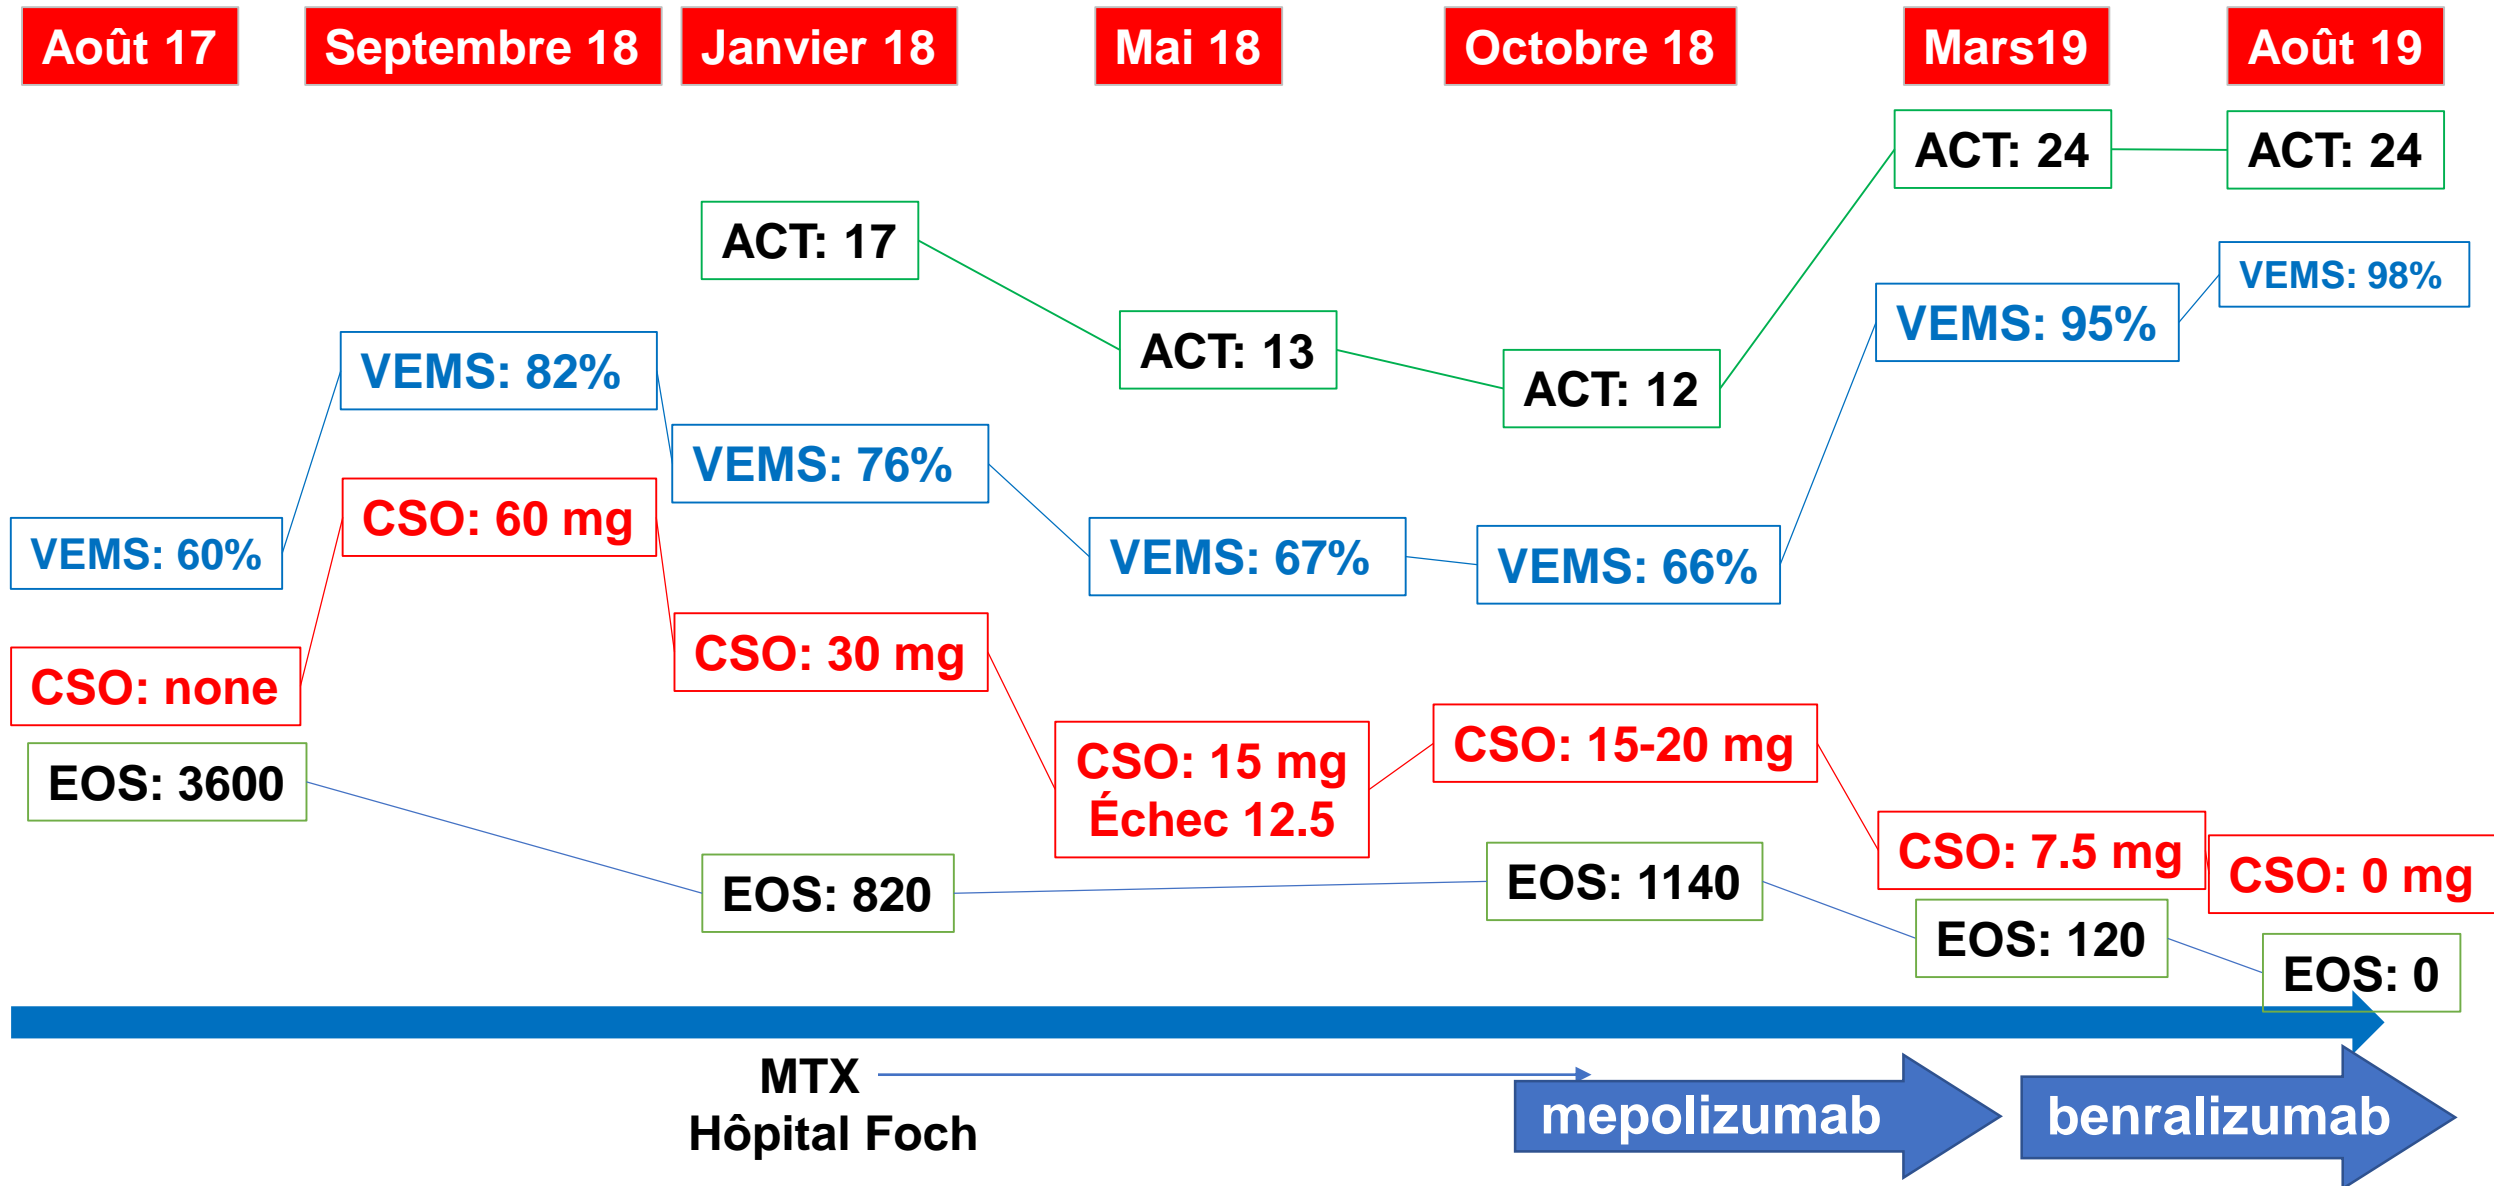 Août 17
Septembre 18
Janvier 18
Mai 18
Octobre 18
Mars19
Août 19
ACT: 17
ACT: 13
ACT: 12
ACT: 24
ACT: 24
VEMS: 60%
VEMS: 82%
VEMS: 76%
VEMS: 67%
VEMS: 66%
VEMS: 95%
VEMS: 98%
CSO: none
CSO: 60 mg
CSO: 30 mg
CSO: 15 mg
Échec 12.5
CSO: 15-20 mg
CSO: 7.5 mg
CSO: 0 mg
EOS: 3600
EOS: 820
EOS: 1140
EOS: 120
EOS: 0
MTX
Hôpital Foch
mepolizumab
benralizumab